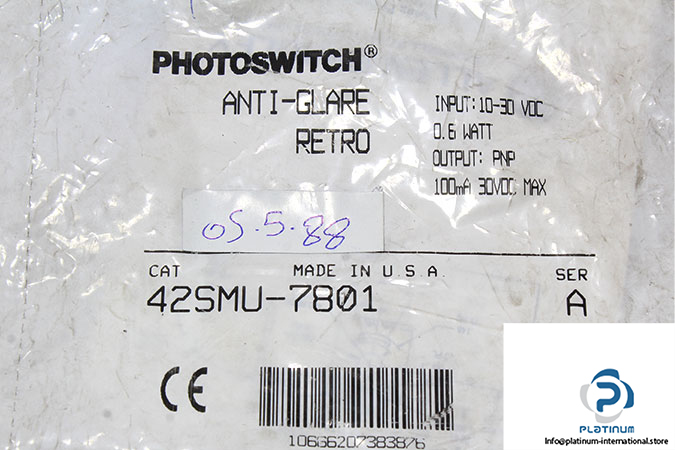 PHOTOSWITCH®
ANTI-GLARE
RETRO
INPUT: 10-30 VDC
0.6 WATT
OUTPUT: PNP
100mA 30VDC MAX
05.5.88
CAT
MADE IN U.S.A.
SER
42SMU-7801
A
CE
10666207383876
PLATINUM
Info@platinum-international.store